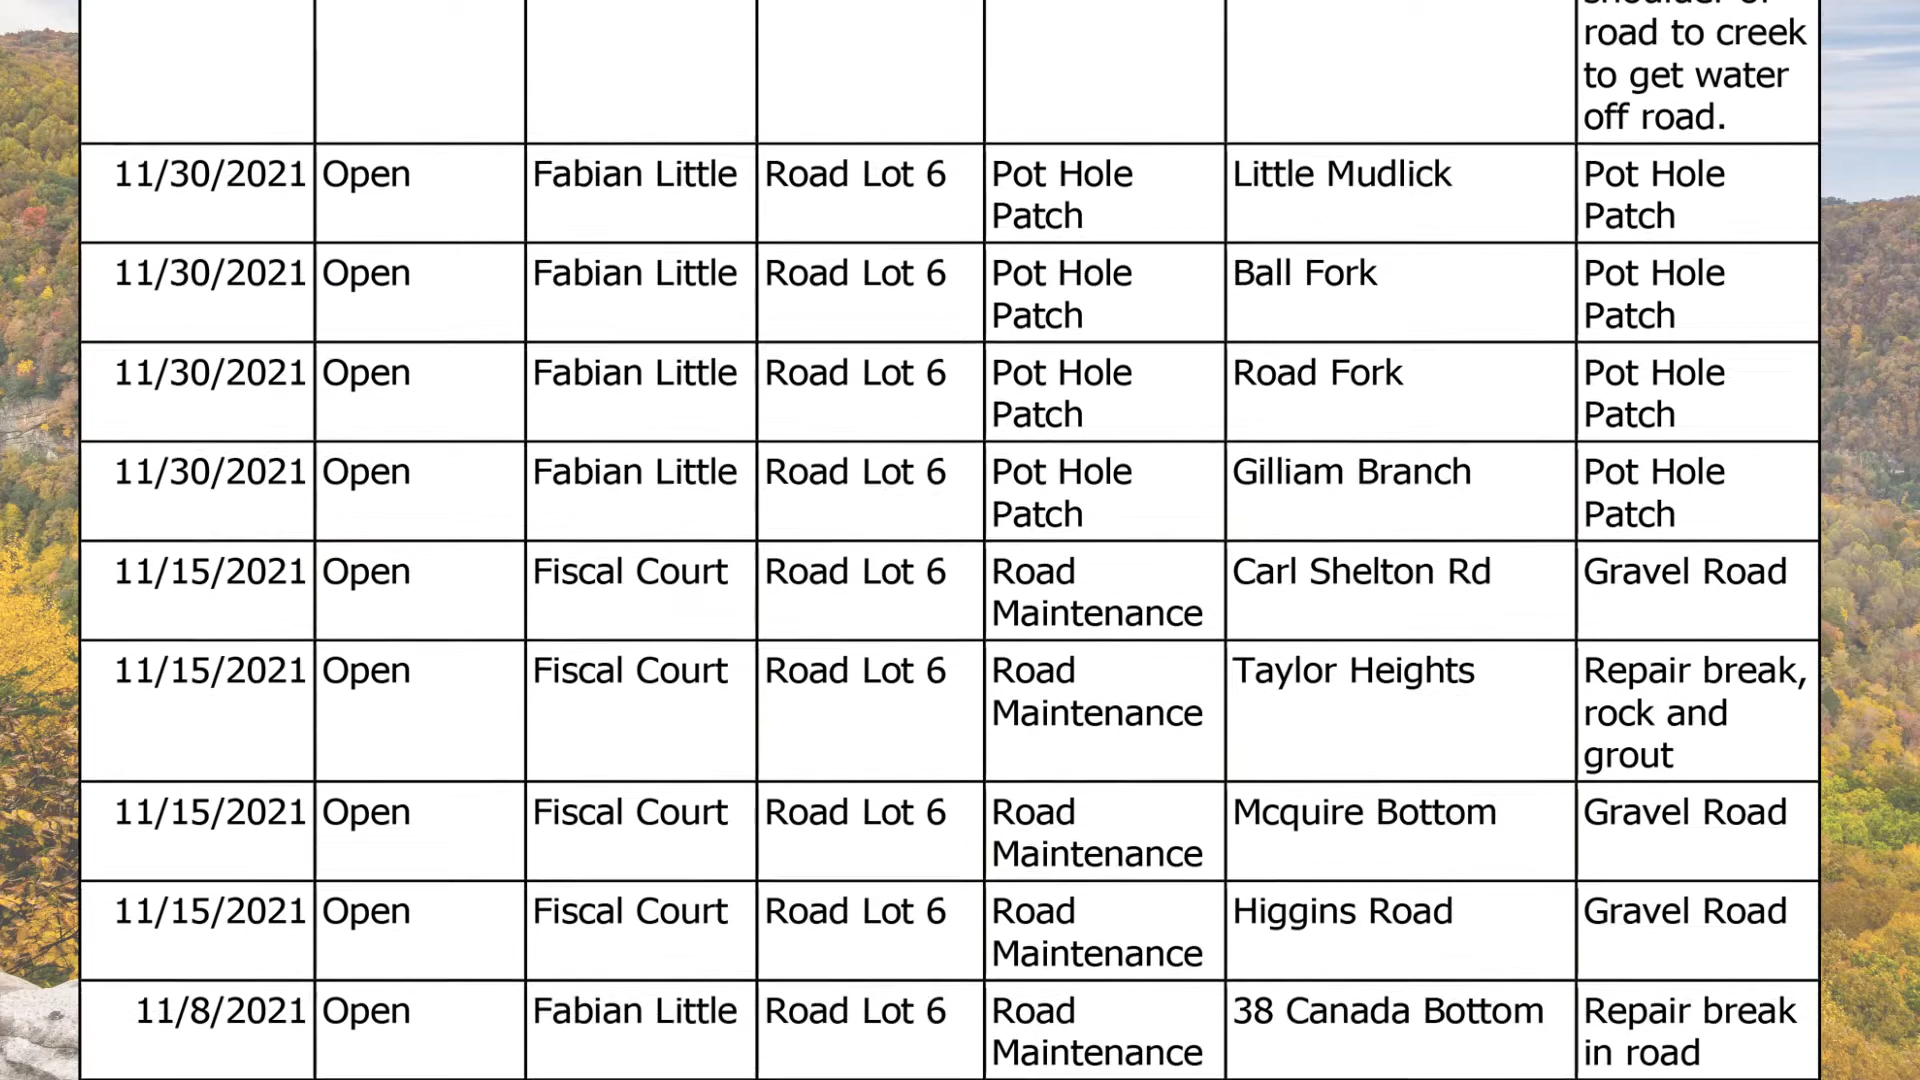 road to creek
to get water
off road.
11/30/2021 Open Fabian Little Road Lot 6 Pot Hole Little Mudlick Pot Hole
Patch Patch
11/30/2021 Open Fabian Little Road Lot 6 Pot Hole Ball Fork Pot Hole
Patch Patch
11/30/2021 Open Fabian Little Road Lot 6 Pot Hole Road Fork Pot Hole
Patch Patch
11/30/2021 Open Fabian Little Road Lot 6 Pot Hole Gilliam Branch Pot Hole
Patch Patch
11/15/2021 Open Fiscal Court Road Lot 6 Road Carl Shelton Rd Gravel Road
Maintenance
11/15/2021 Open Fiscal Court Road Lot 6 Road Taylor Heights Repair break,
Maintenance rock and
grout
11/15/2021 Open Fiscal Court Road Lot 6 Road Mcquire Bottom Gravel Road
Maintenance
11/15/2021 Open Fiscal Court Road Lot 6 Road Higgins Road Gravel Road
Maintenance
11/8/2021 Open Fabian Little Road Lot 6 Road 38 Canada Bottom Repair break
Maintenance in road